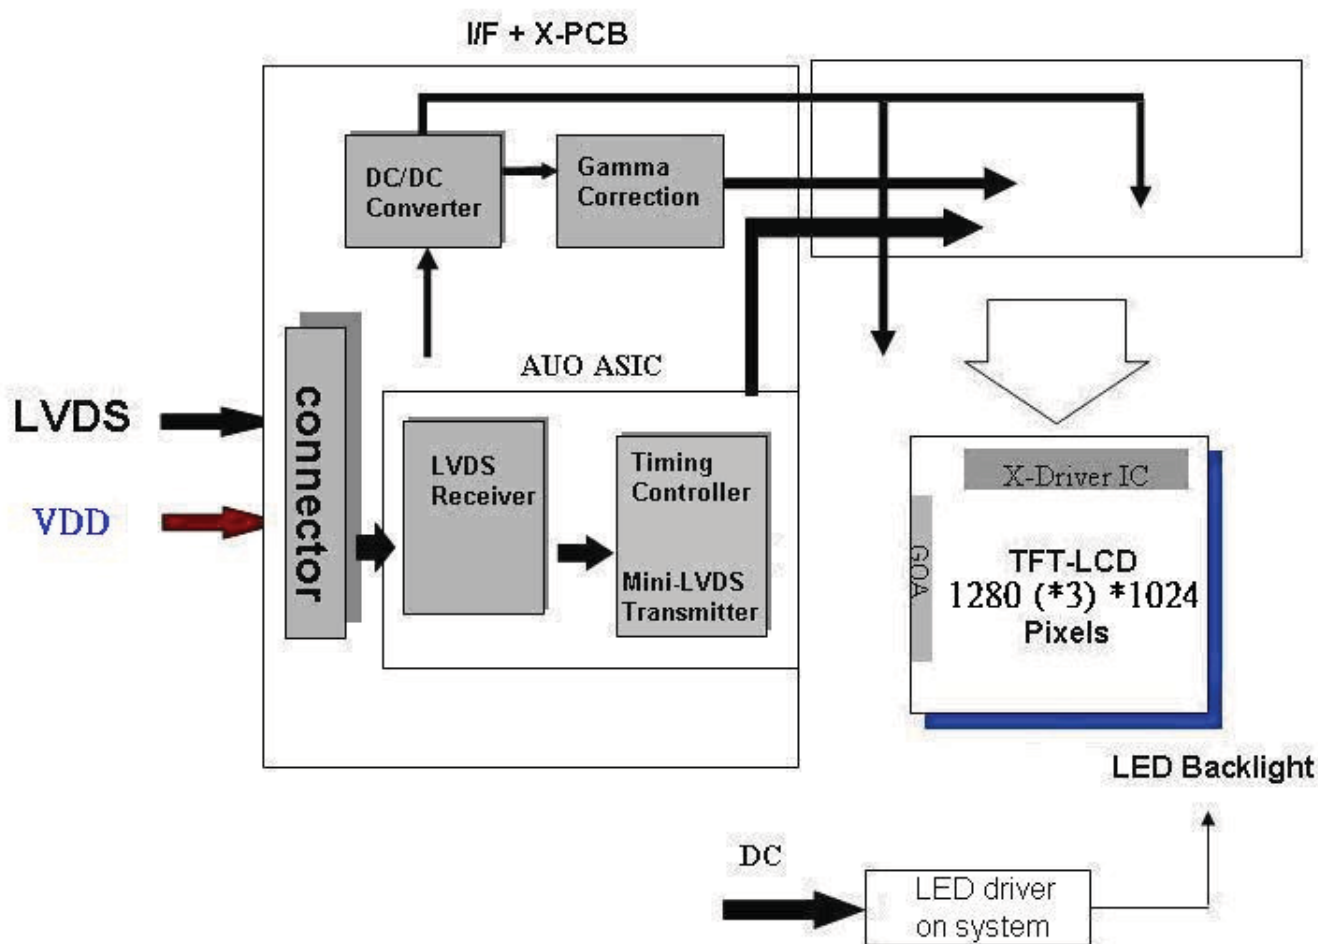 I/F + X-PCB
DC/DC
Converter
Gamma
Correction
AUO ASIC
LVDS
VDD
connector
LVDS
Receiver
Timing
Controller
Mini-LVDS
Transmitter
X-Driver IC
GOA
TFT-LCD
1280 (*3) *1024
Pixels
LED Backlight
DC
LED driver
on system